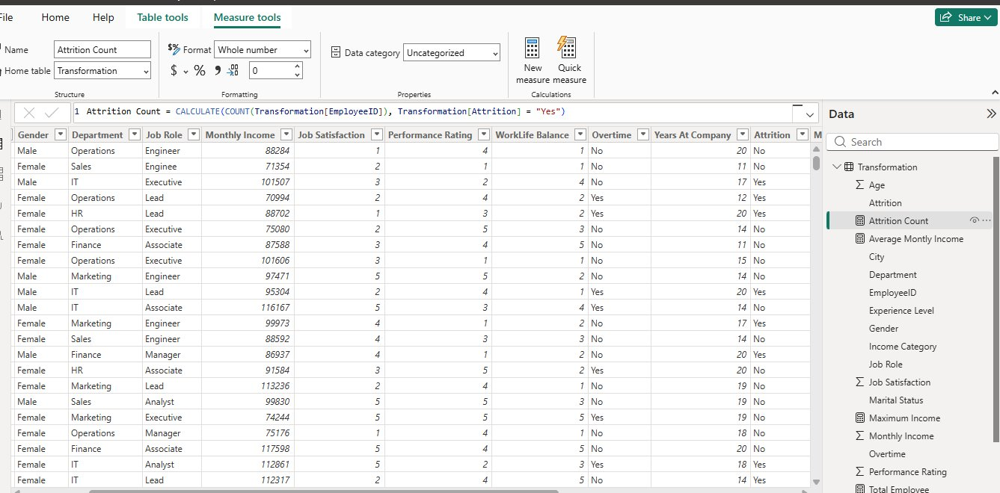 File Home Help Table tools Measure tools Share
Name Attrition Count $% Format Whole number Data category Uncategorized New measure Quick measure
Home table Transformation $ % 9 .00 0
Structure Formatting Properties Calculations
1 Attrition Count = CALCULATE(COUNT(Transformation[EmployeeID]), Transformation[Attrition] = "Yes")
Gender Department Job Role Monthly Income Job Satisfaction Performance Rating WorkLife Balance Overtime Years At Company Attrition M
Male Operations Engineer 88284 1 4 1 No 20 No
Female Sales Enginee 71354 2 1 1 No 11 No
Male IT Executive 101507 3 2 4 No 17 Yes
Female Operations Lead 70994 2 4 2 Yes 12 Yes
Female HR Lead 88702 1 3 2 Yes 20 Yes
Female Operations Executive 75080 2 5 3 No 14 No
Female Finance Associate 87588 3 4 5 No 11 No
Female Operations Executive 101606 3 1 1 No 15 No
Male Marketing Engineer 97471 5 5 2 No 14 No
Male IT Lead 95304 2 4 1 Yes 20 Yes
Male IT Associate 116167 5 3 4 Yes 14 No
Female Marketing Engineer 99973 4 1 2 No 17 Yes
Female Sales Engineer 88592 4 3 3 No 14 No
Male Finance Manager 86937 4 1 2 No 20 Yes
Female HR Associate 91584 3 5 2 Yes 20 No
Female Marketing Lead 113236 2 4 1 No 19 No
Male Sales Analyst 99830 5 5 3 No 19 No
Female Marketing Executive 74244 5 5 5 Yes 19 No
Female Operations Manager 75176 1 4 1 No 18 No
Female Finance Associate 117598 5 4 5 No 20 No
Female IT Analyst 112861 5 2 3 Yes 18 Yes
Female IT Lead 112317 2 4 5 No 14 Yes
Data
Search
Transformation
Age
Attrition
Attrition Count
Average Montly Income
City
Department
EmployeeID
Experience Level
Gender
Income Category
Job Role
Job Satisfaction
Marital Status
Maximum Income
Monthly Income
Overtime
Performance Rating
Total Employee